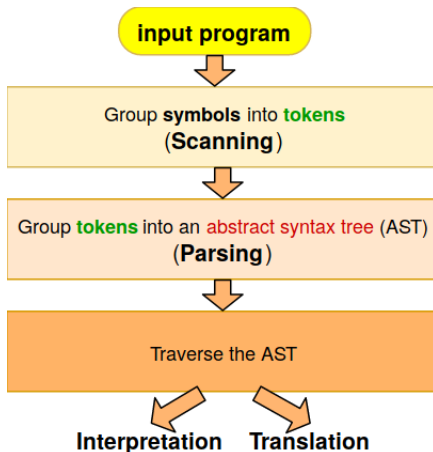 input program
Group symbols into tokens
(Scanning)
Group tokens into an abstract syntax tree (AST)
(Parsing)
Traverse the AST
Interpretation Translation